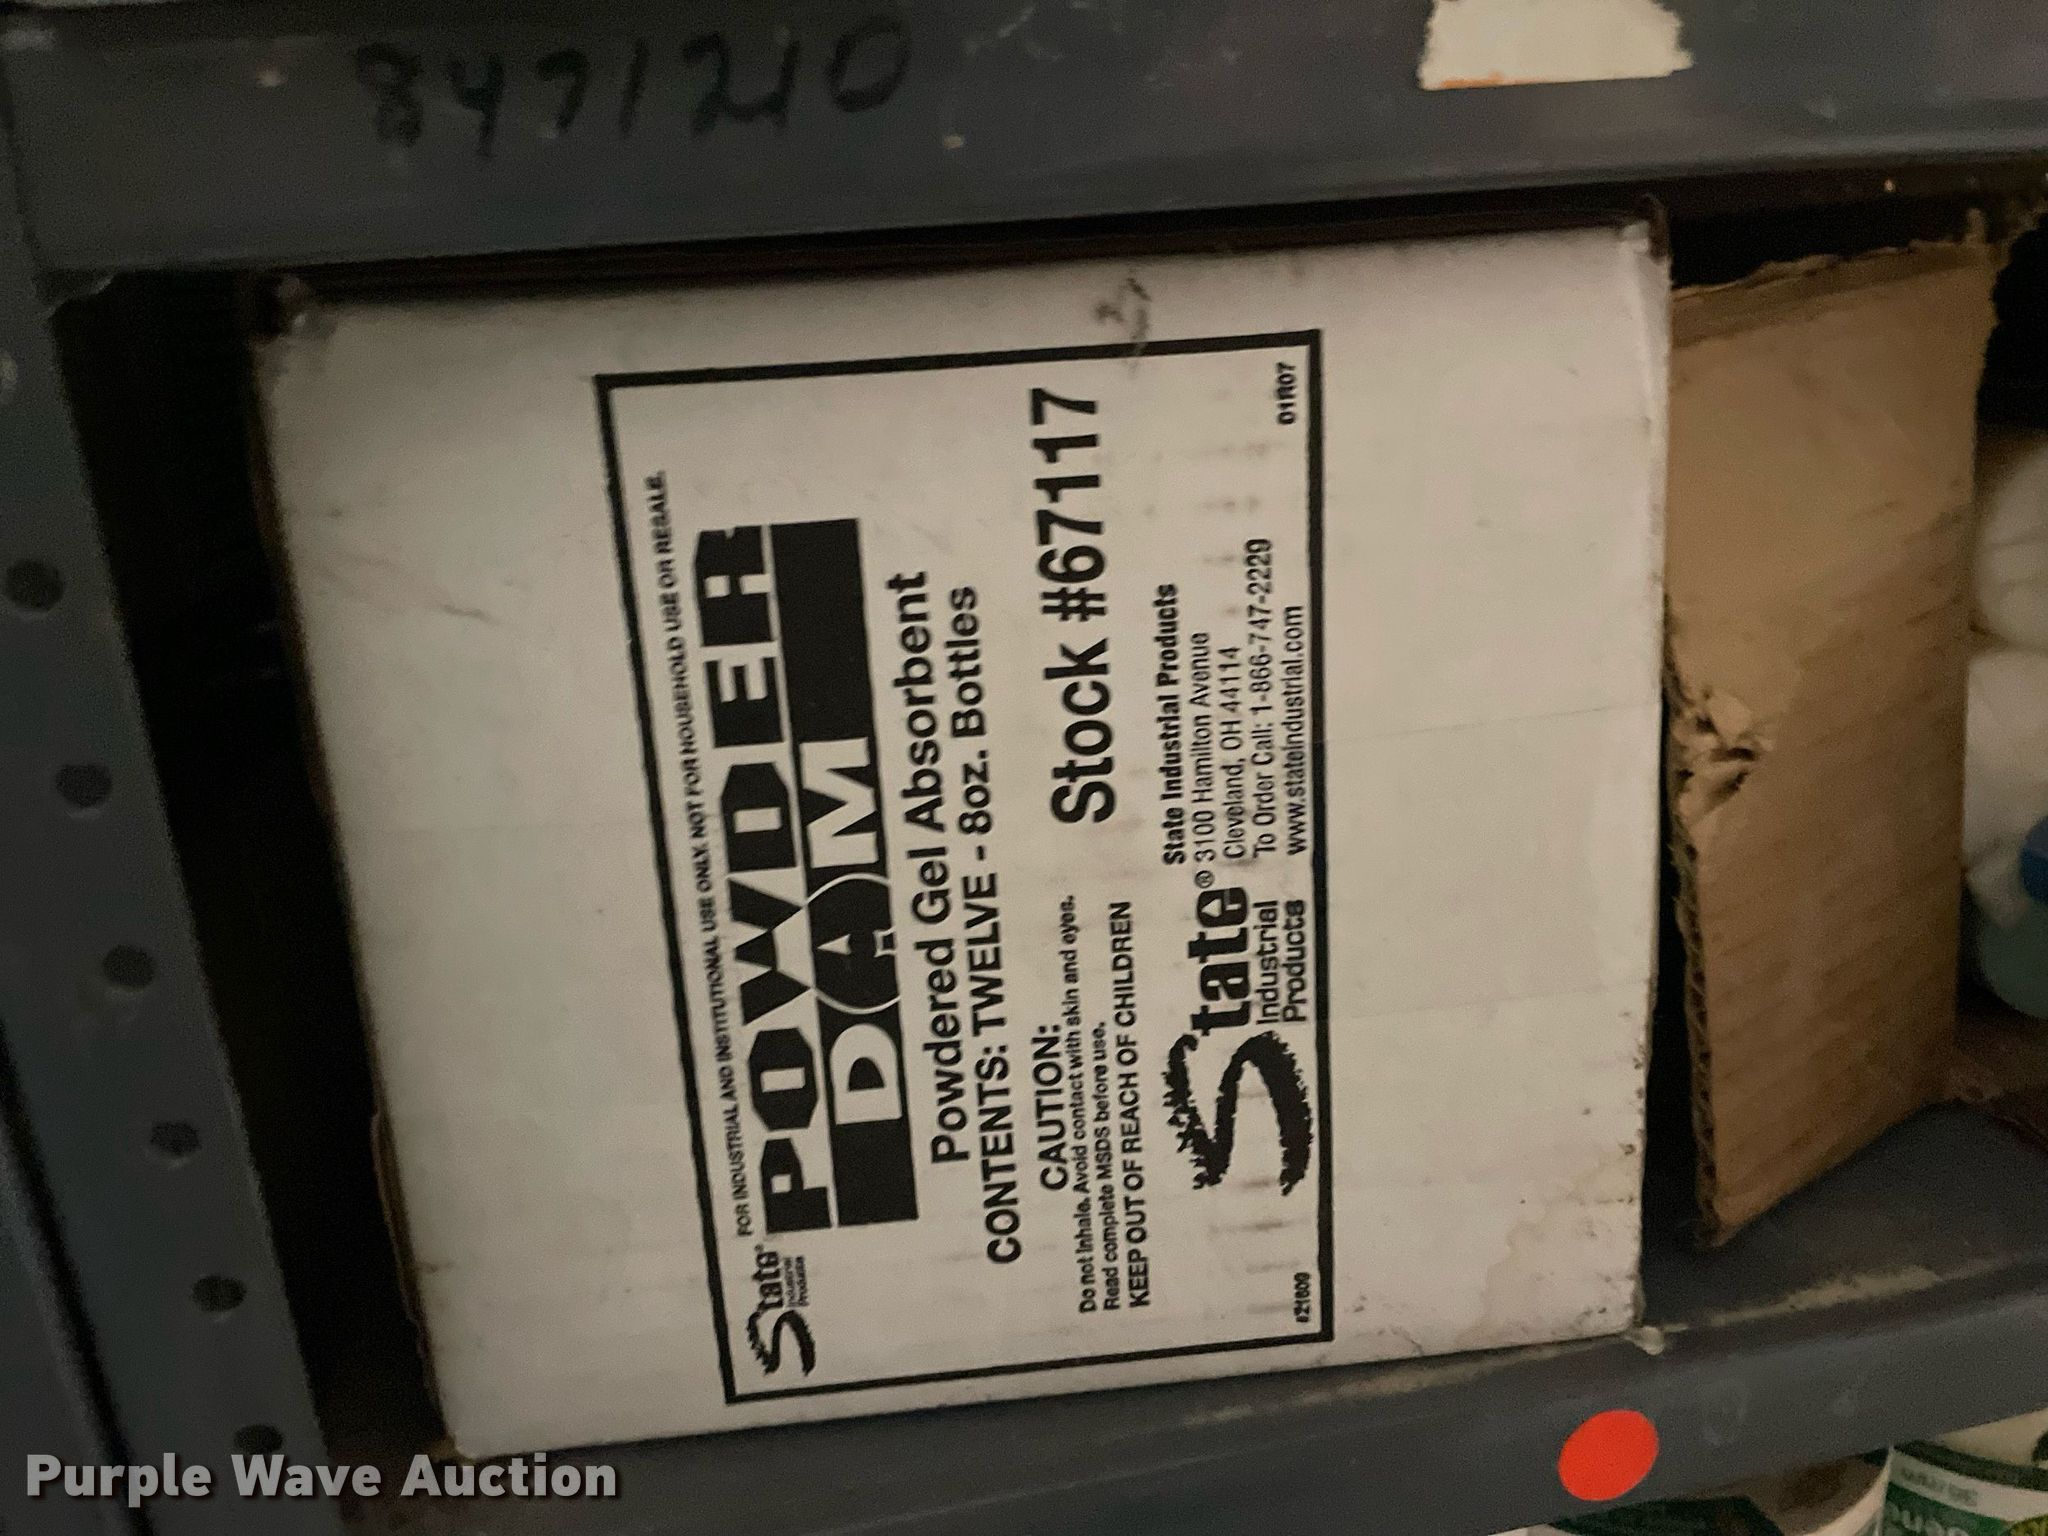 8471210
FOR INDUSTRIAL AND INSTITUTIONAL USE ONLY. NOT FOR HOUSEHOLD USE OR RESALE.
State®
Industrial
Products
POWDER
DAM
Powdered Gel Absorbent
CONTENTS: TWELVE - 8oz. Bottles
CAUTION:
Do not inhale. Avoid contact with skin and eyes.
Read complete MSDS before use.
KEEP OUT OF REACH OF CHILDREN
Stock #67117
State®
Industrial
Products
State Industrial Products
3100 Hamilton Avenue
Cleveland, OH 44114
To Order Call: 1-866-747-2229
www.stateindustrial.com
#21609
01R07
Purple Wave Auction